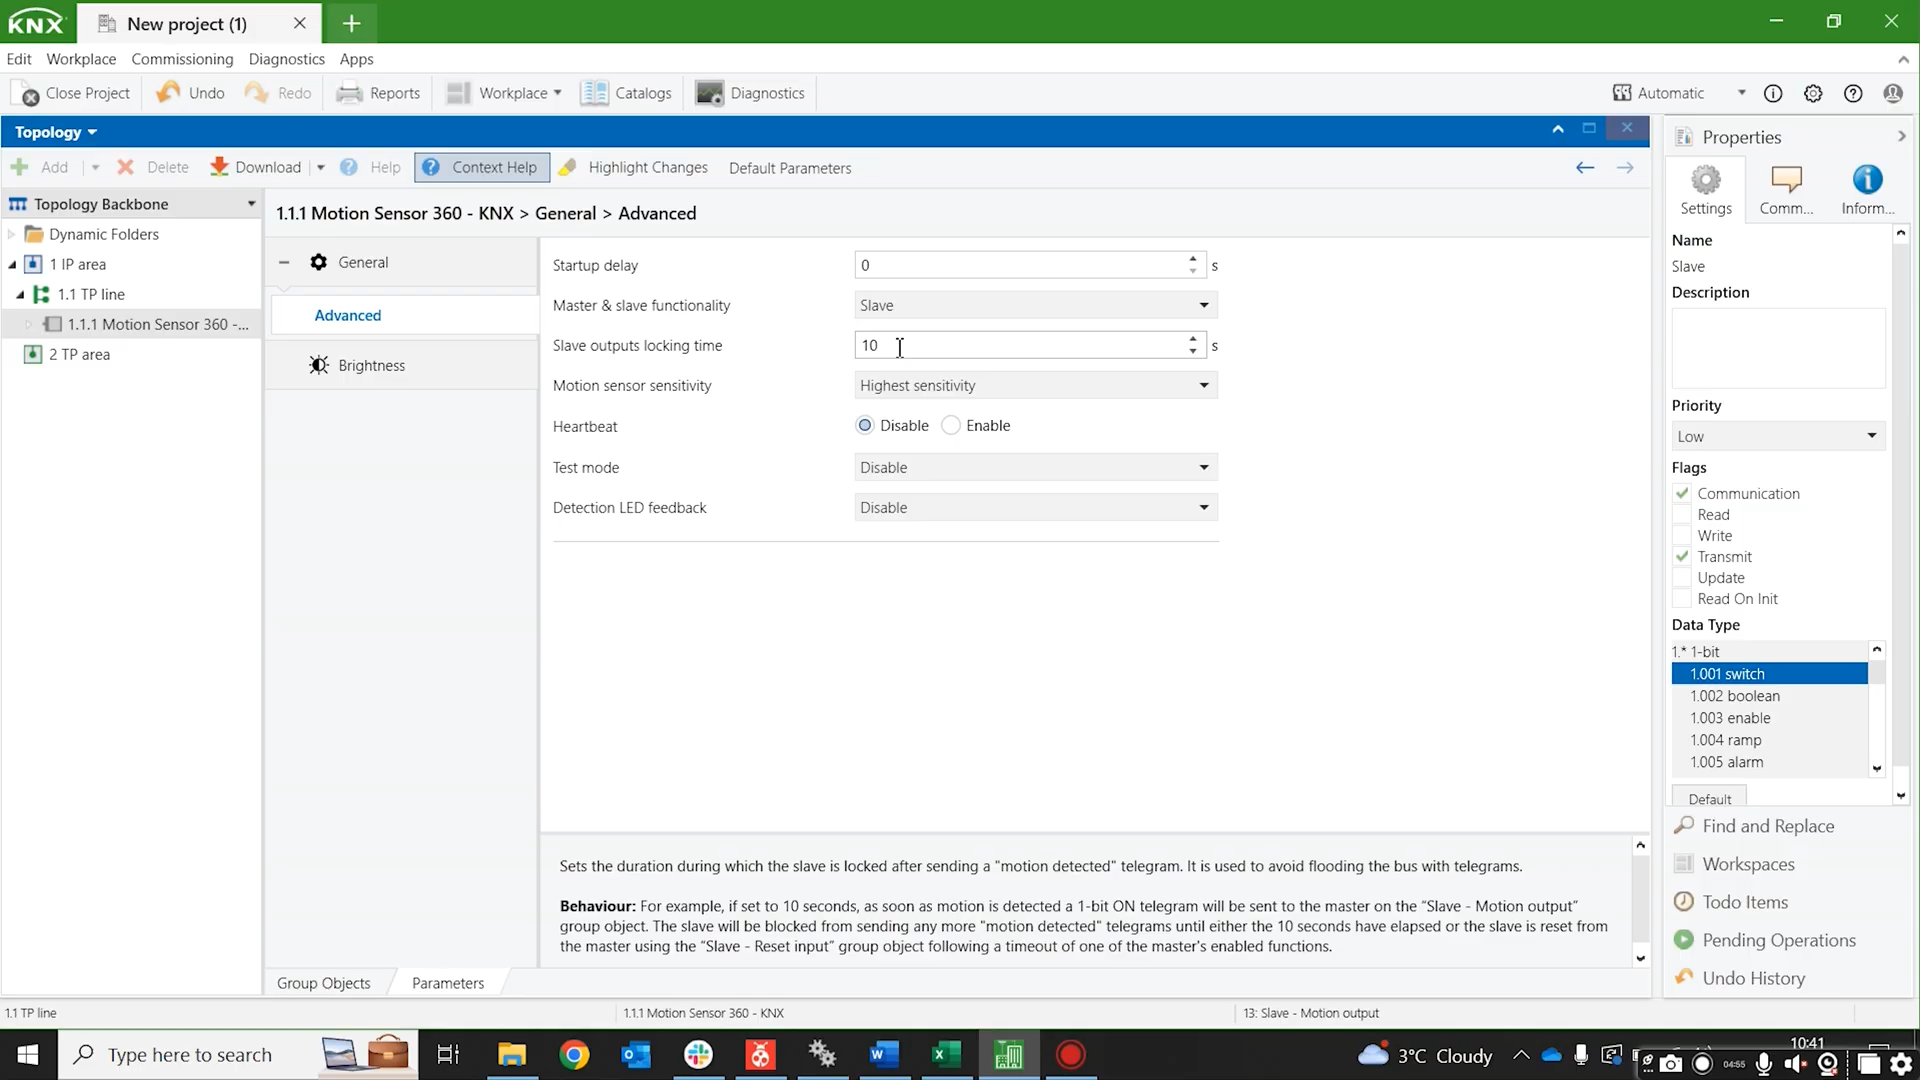 KNX
New project (1)
Edit Workplace Commissioning Diagnostics Apps
Close Project Undo Redo Reports Workplace Catalogs Diagnostics Automatic
Topology
Add Delete Download Help Context Help Highlight Changes Default Parameters
Topology Backbone
Dynamic Folders
1 IP area
1.1 TP line
1.1.1 Motion Sensor 360 -...
2 TP area
1.1.1 Motion Sensor 360 - KNX > General > Advanced
General
Advanced
Brightness
Startup delay 0 s
Master & slave functionality Slave
Slave outputs locking time 10 s
Motion sensor sensitivity Highest sensitivity
Heartbeat Disable Enable
Test mode Disable
Detection LED feedback Disable
Sets the duration during which the slave is locked after sending a "motion detected" telegram. It is used to avoid flooding the bus with telegrams.
Behaviour: For example, if set to 10 seconds, as soon as motion is detected a 1-bit ON telegram will be sent to the master on the “Slave - Motion output”
group object. The slave will be blocked from sending any more "motion detected" telegrams until either the 10 seconds have elapsed or the slave is reset from
the master using the “Slave - Reset input” group object following a timeout of one of the master's enabled functions.
Group Objects Parameters
Properties
Settings Comm... Inform...
Name
Slave
Description
Priority
Low
Flags
Communication
Read
Write
Transmit
Update
Read On Init
Data Type
1.* 1-bit
1.001 switch
1.002 boolean
1.003 enable
1.004 ramp
1.005 alarm
Default
Find and Replace
Workspaces
Todo Items
Pending Operations
Undo History
1.1 TP line 1.1.1 Motion Sensor 360 - KNX 13: Slave - Motion output
Type here to search 3°C Cloudy 10:41
04:55